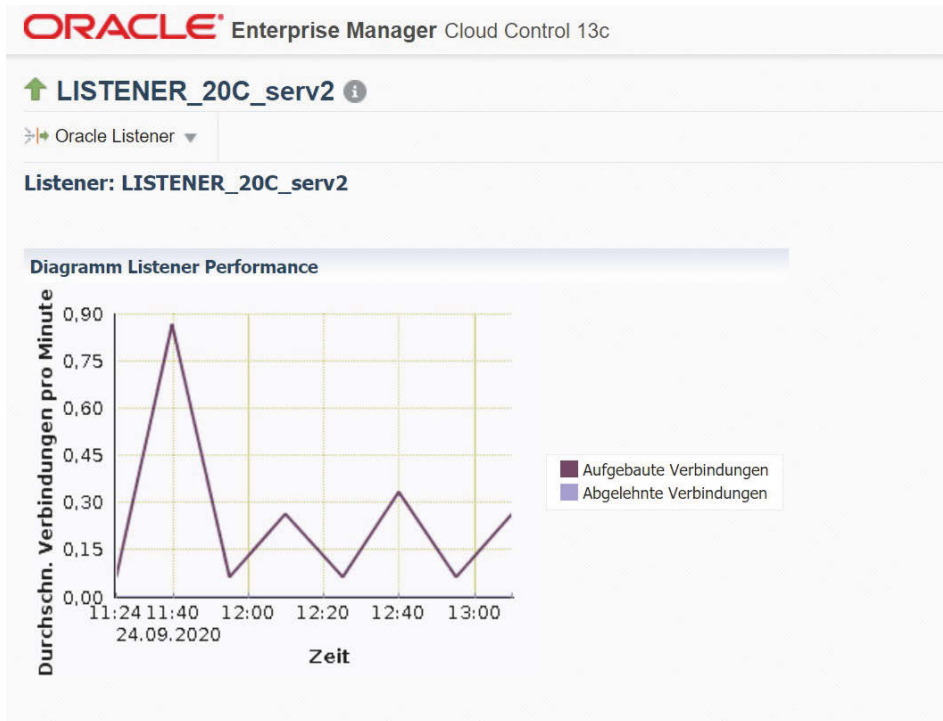 ORACLE® Enterprise Manager Cloud Control 13c
LISTENER_20C_serv2
Oracle Listener
Listener: LISTENER_20C_serv2
Diagramm Listener Performance
Durchschn. Verbindungen pro Minute
0,90
0,75
0,60
0,45
0,30
0,15
0,00
11:24 11:40 12:00 12:20 12:40 13:00
24.09.2020
Zeit
Aufgebaute Verbindungen
Abgelehnte Verbindungen